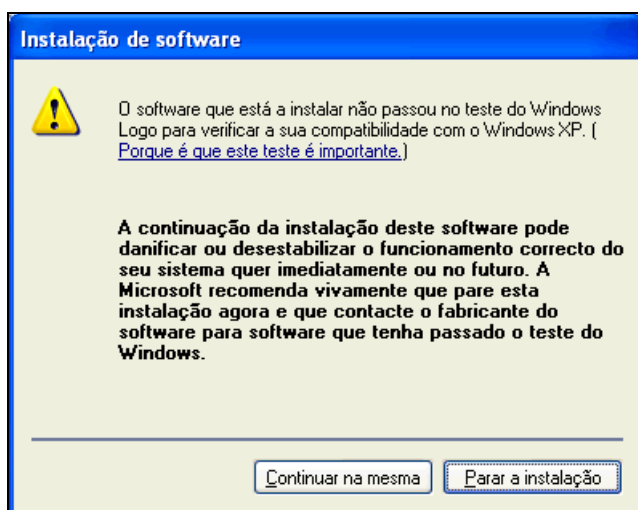 Instalação de software
O software que está a instalar não passou no teste do Windows
Logo para verificar a sua compatibilidade com o Windows XP. (
Porque é que este teste é importante.)
A continuação da instalação deste software pode
danificar ou desestabilizar o funcionamento correcto do
seu sistema quer imediatamente ou no futuro. A
Microsoft recomenda vivamente que pare esta
instalação agora e que contacte o fabricante do
software para software que tenha passado o teste do
Windows.
Continuar na mesma
Parar a instalação